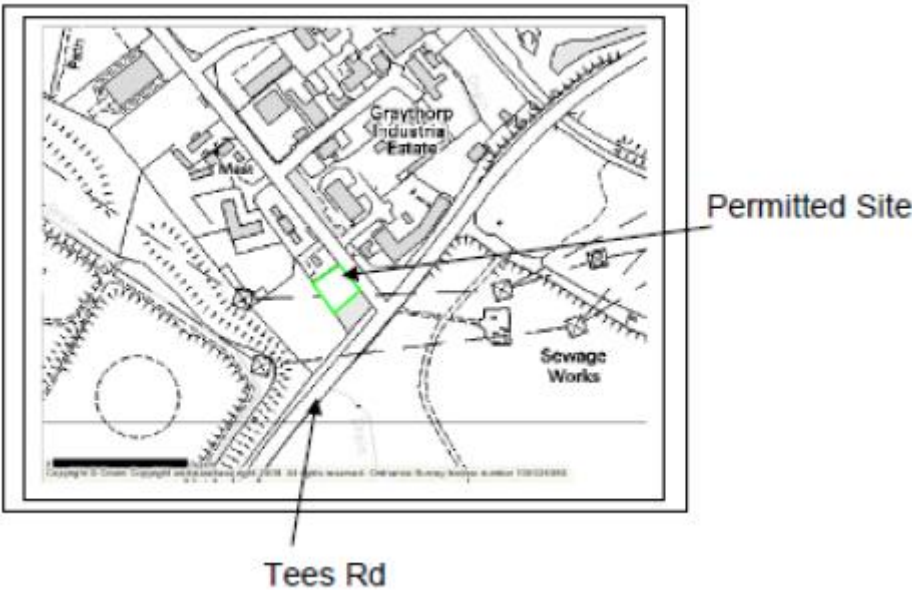 Path
Graythorp
Industrial
Estate
Mast
Permitted Site
Sewage
Works
Tees Rd